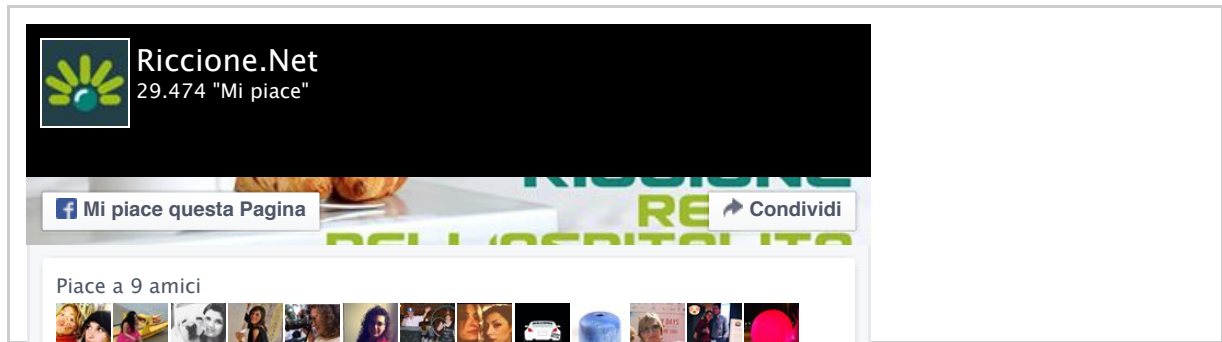 Riccione.Net
29.474 "Mi piace"
Mi piace questa Pagina
Condividi
Piace a 9 amici